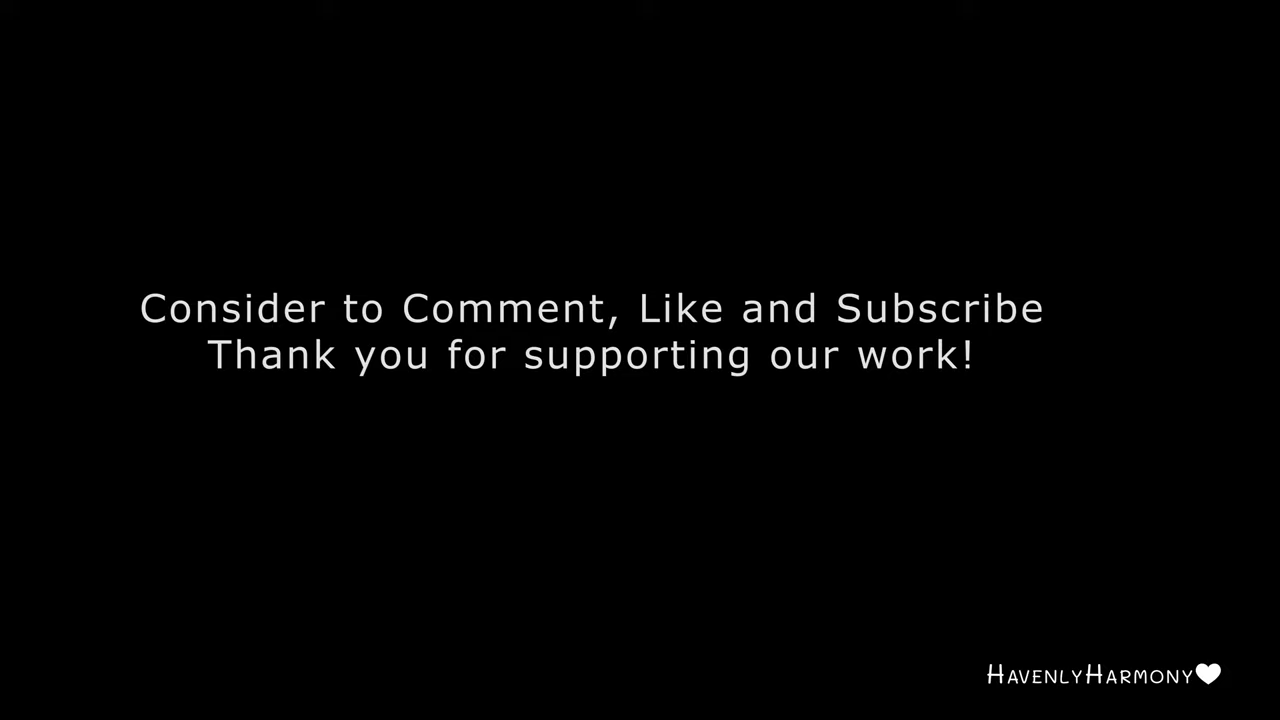 Consider to Comment, Like and Subscribe
Thank you for supporting our work!
HAVENLYHARMONY